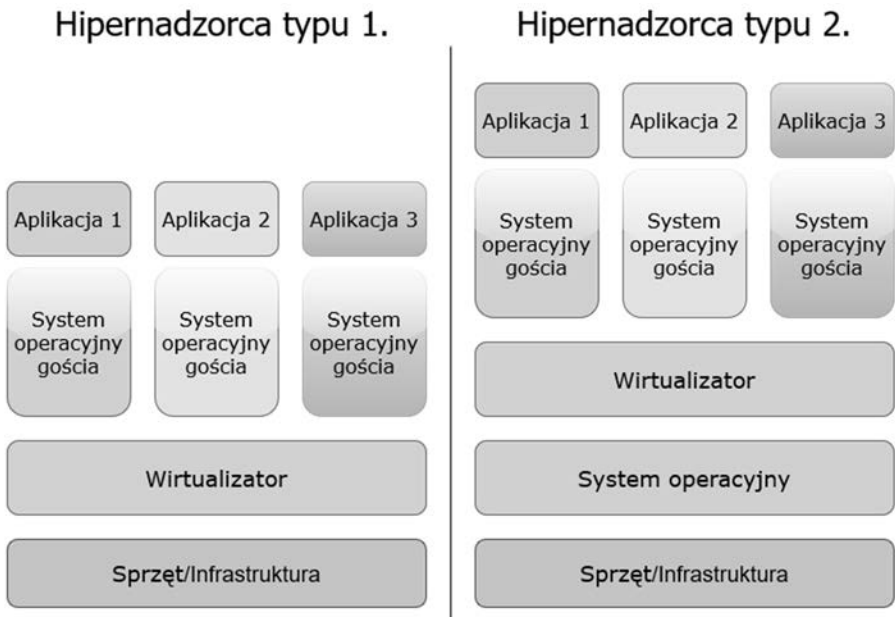 Hipernadzorca typu 1.
Aplikacja 1
Aplikacja 2
Aplikacja 3
System
operacyjny
gościa
System
operacyjny
gościa
System
operacyjny
gościa
Wirtualizator
Sprzęt/Infrastruktura
Hipernadzorca typu 2.
Aplikacja 1
Aplikacja 2
Aplikacja 3
System
operacyjny
gościa
System
operacyjny
gościa
System
operacyjny
gościa
Wirtualizator
System operacyjny
Sprzęt/Infrastruktura